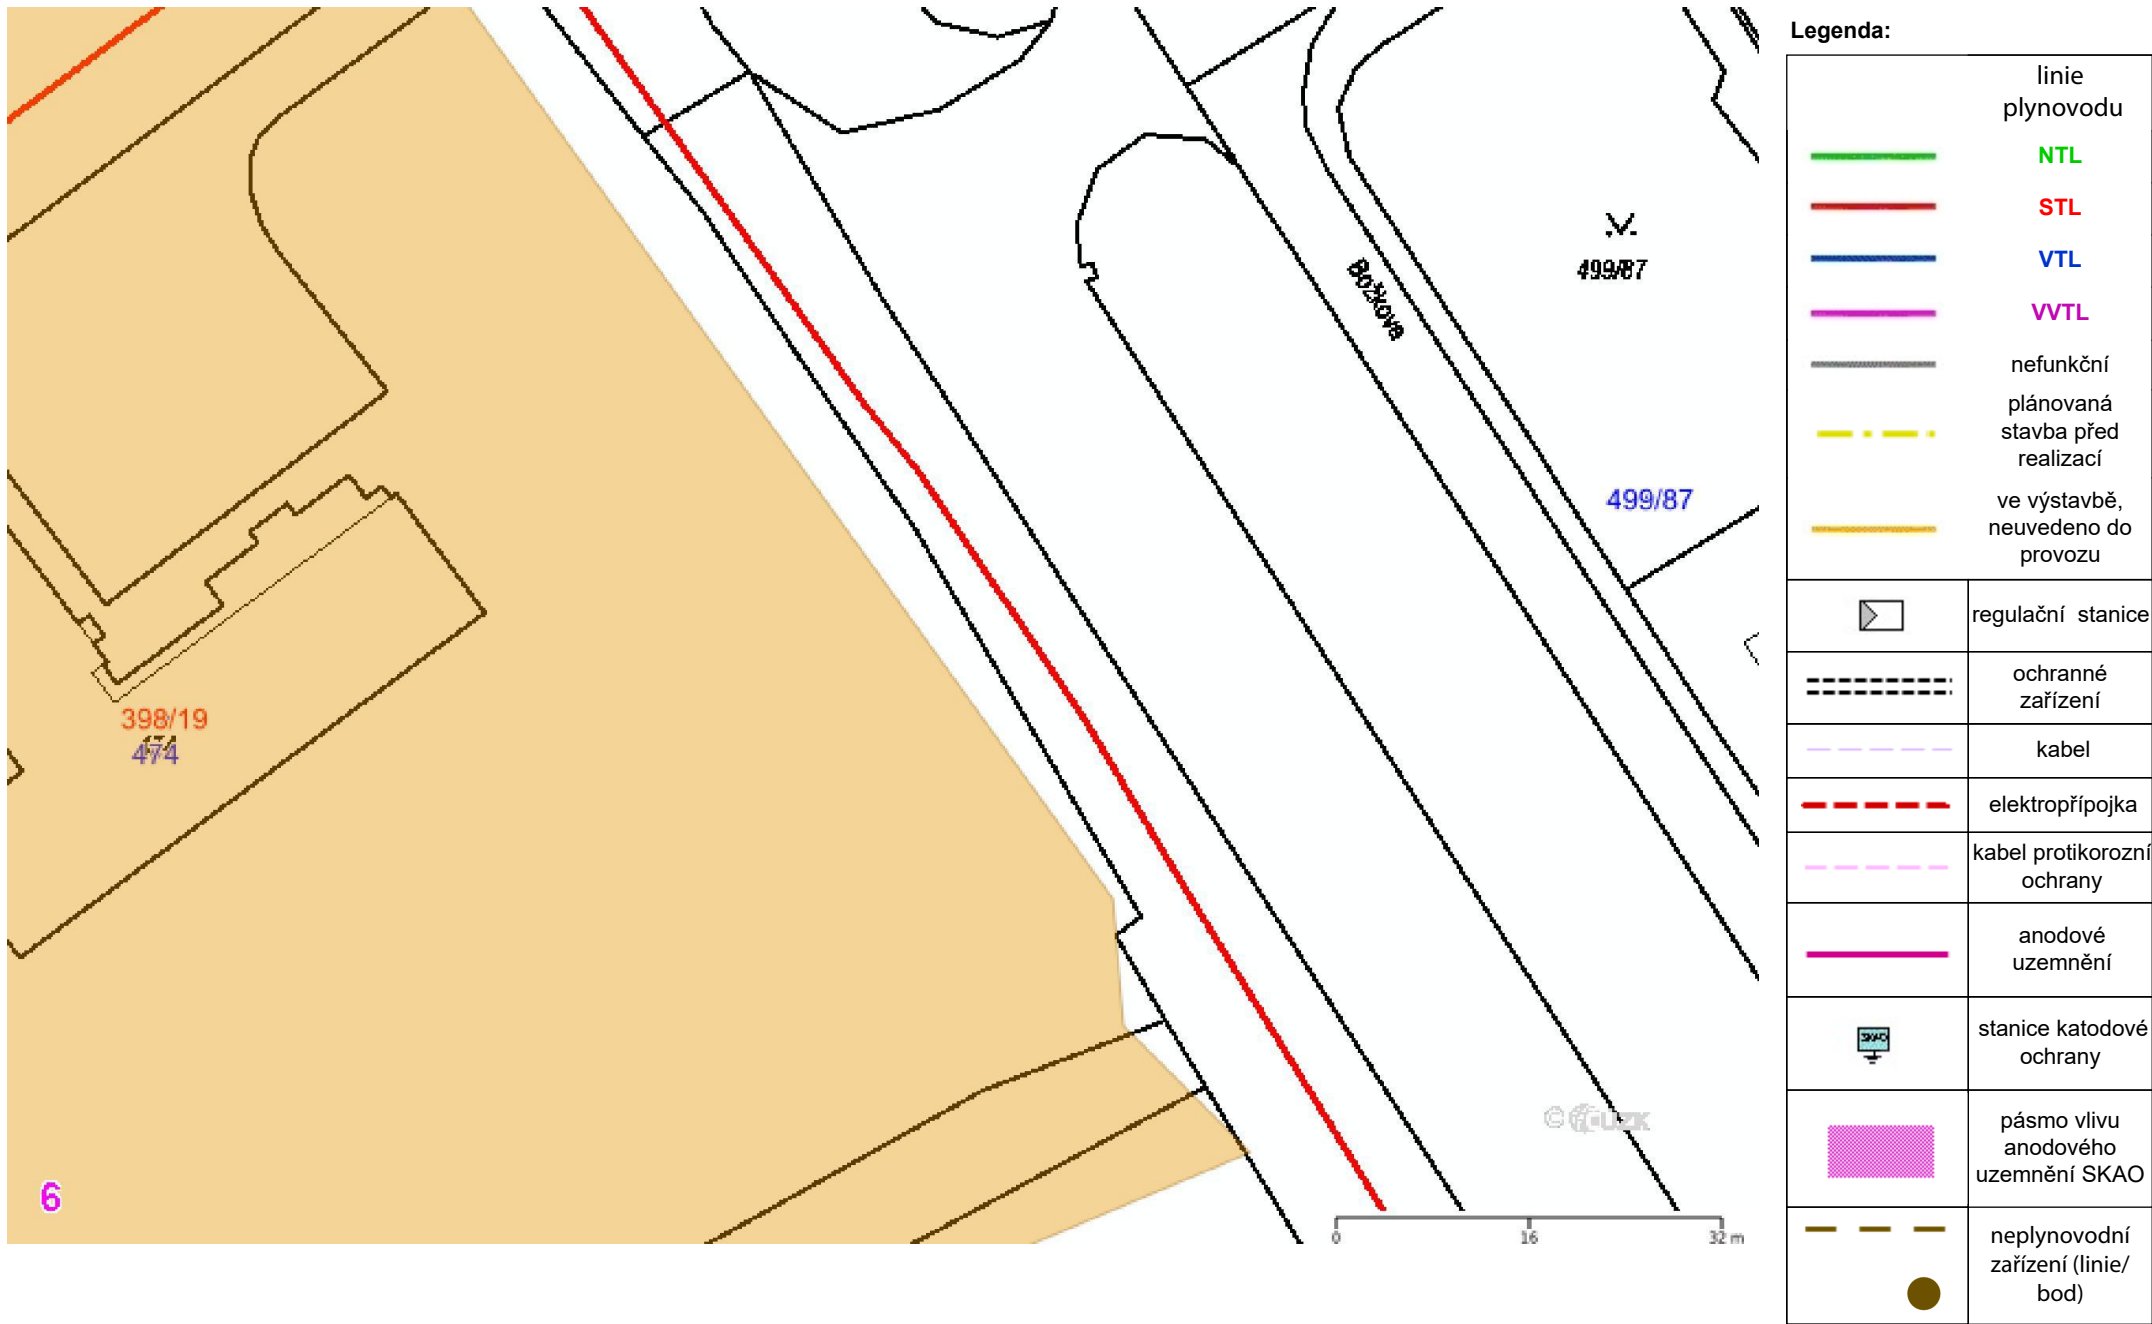 Božkova
499/87
499/87
398/19
474
474
6
0 16 32 m
Legenda:
linie
plynovodu
NTL
STL
VTL
VVTL
nefunkční
plánovaná
stavba před
realizací
ve výstavbě,
neuvedeno do
provozu
regulační stanice
ochranné
zařízení
kabel
elektropřípojka
kabel protikorozní
ochrany
anodové
uzemnění
SKAO
stanice katodové
ochrany
pásmo vlivu
anodového
uzemnění SKAO
neplynovodní
zařízení (linie/
bod)